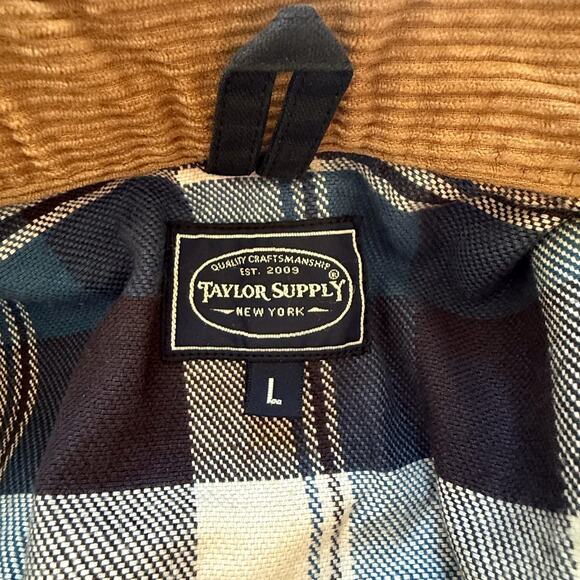 QUALITY CRAFTSMANSHIP
EST. 2009
TAYLOR SUPPLY®
NEW YORK
L